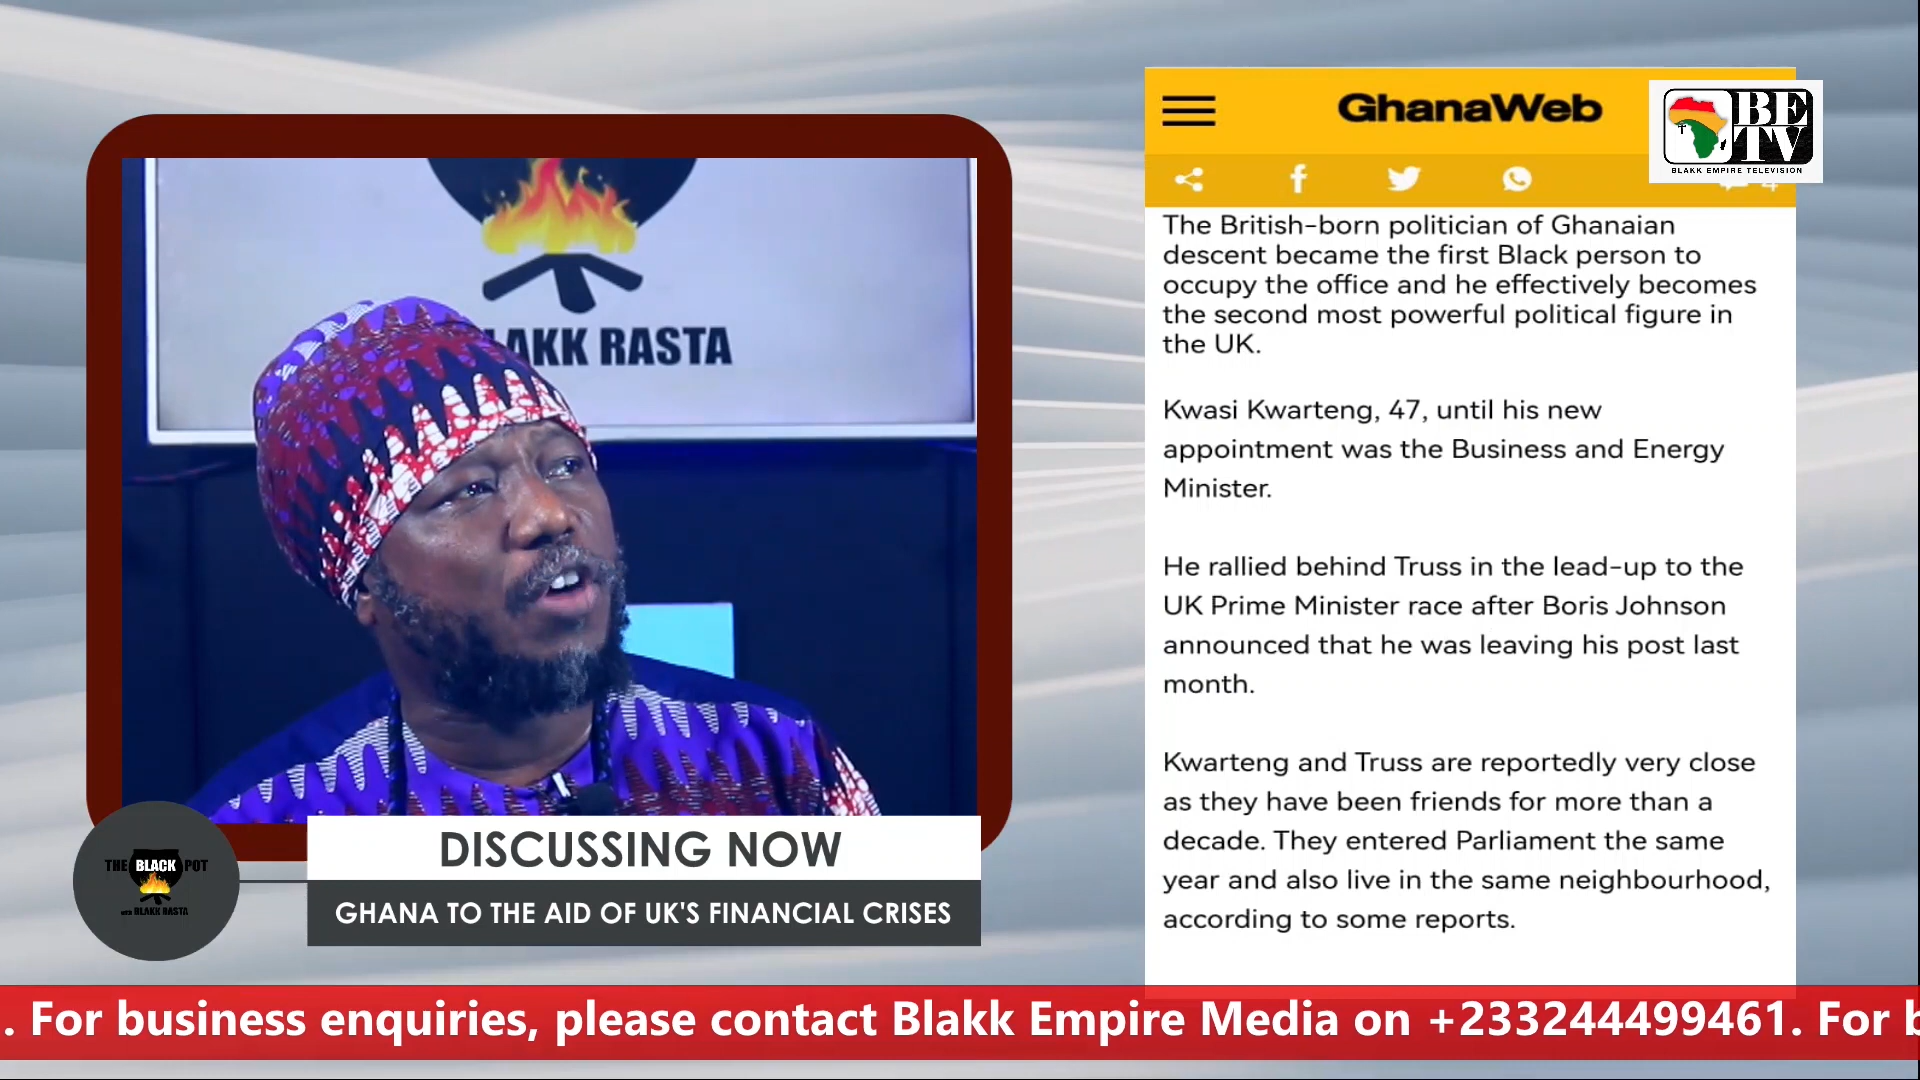 LAKK RASTA
THE BLACK POT
with BLAKK RASTA
DISCUSSING NOW
GHANA TO THE AID OF UK'S FINANCIAL CRISES
GhanaWeb
BE
TV
BLAKK EMPIRE TELEVISION
4
The British-born politician of Ghanaian
descent became the first Black person to
occupy the office and he effectively becomes
the second most powerful political figure in
the UK.
Kwasi Kwarteng, 47, until his new
appointment was the Business and Energy
Minister.
He rallied behind Truss in the lead-up to the
UK Prime Minister race after Boris Johnson
announced that he was leaving his post last
month.
Kwarteng and Truss are reportedly very close
as they have been friends for more than a
decade. They entered Parliament the same
year and also live in the same neighbourhood,
according to some reports.
. For business enquiries, please contact Blakk Empire Media on +233244499461. For b